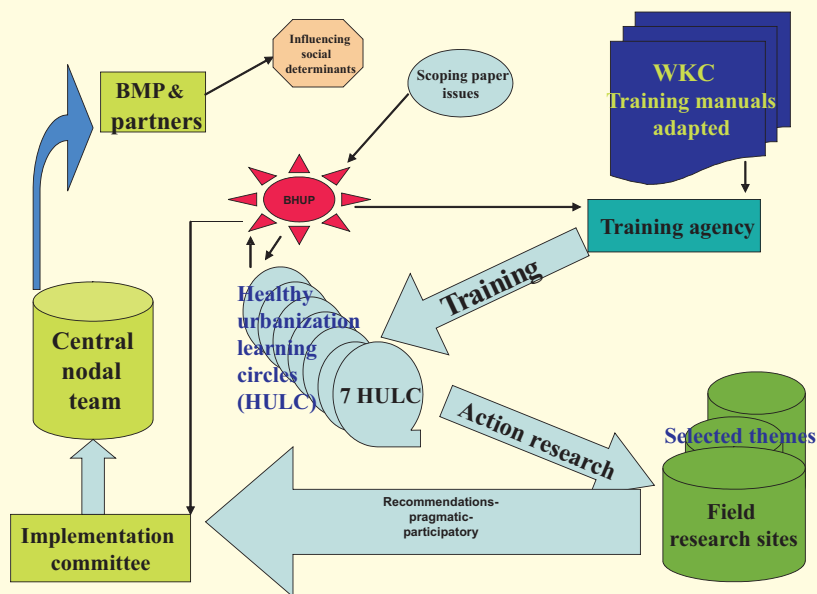 Influencing
social
determinants
BMP &
partners
Scoping paper
issues
WKC
Training manuals
adapted
BHUP
Training agency
Training
Healthy
urbanization
learning
circles
(HULC)
7 HULC
Central
nodal
team
Action research
Selected themes
Field
research sites
Recommendations-
pragmatic-
participatory
Implementation
committee